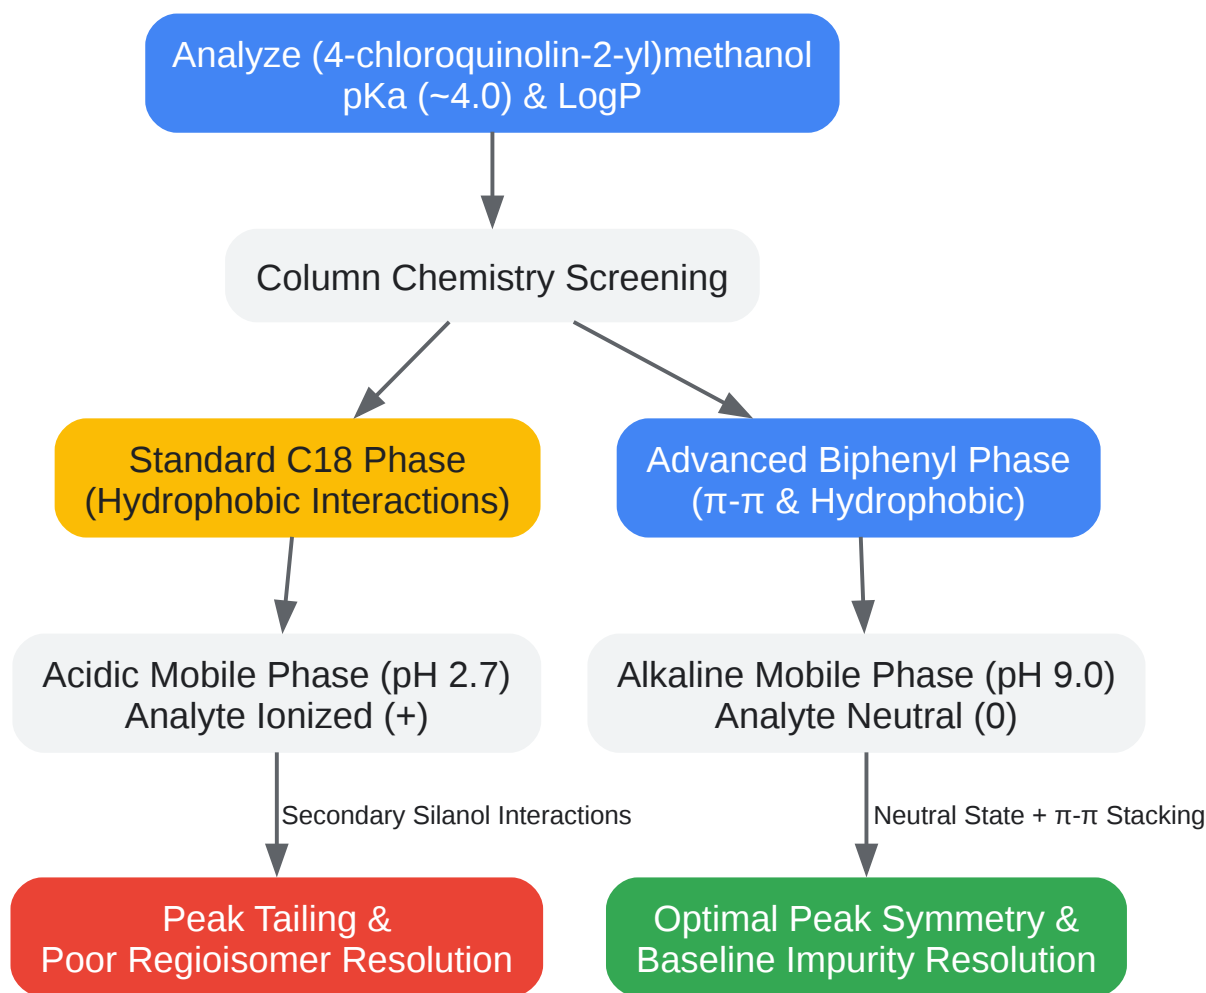 Analyze (4-chloroquinolin-2-yl)methanol
pKa (~4.0) & LogP
Column Chemistry Screening
Standard C18 Phase
(Hydrophobic Interactions)
Advanced Biphenyl Phase
(π-π & Hydrophobic)
Acidic Mobile Phase (pH 2.7)
Analyte Ionized (+)
Alkaline Mobile Phase (pH 9.0)
Analyte Neutral (0)
Secondary Silanol Interactions
Neutral State + π-π Stacking
Peak Tailing &
Poor Regioisomer Resolution
Optimal Peak Symmetry &
Baseline Impurity Resolution